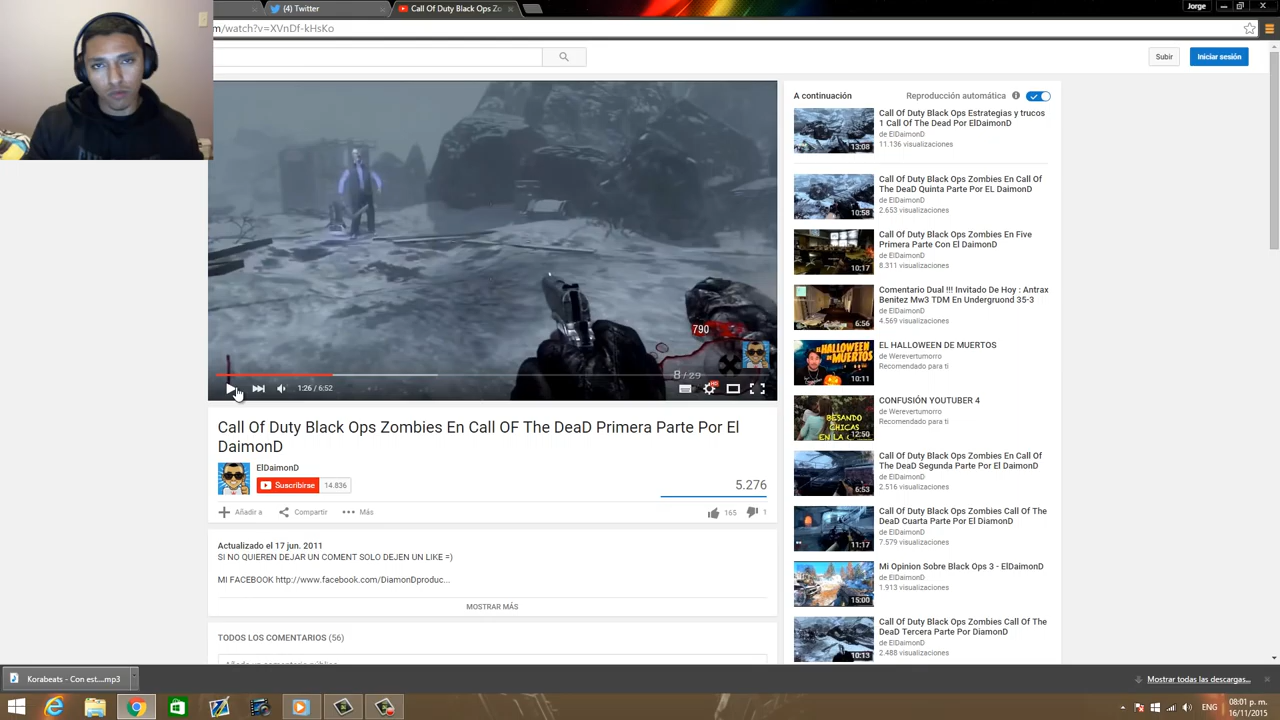 (4) Twitter
Call Of Duty Black Ops Zo
Jorge
m/watch?v=XVnDf-kHsKo
Subir
Iniciar sesión
A continuación
Reproducción automática
Call Of Duty Black Ops Estrategias y trucos
1 Call Of The Dead Por ElDaimonD
de ElDaimonD
11.136 visualizaciones
13:08
Call Of Duty Black Ops Zombies En Call Of
The DeaD Quinta Parte Por EL DaimonD
de ElDaimonD
2.653 visualizaciones
10:58
Call Of Duty Black Ops Zombies En Five
Primera Parte Con El DaimonD
de ElDaimonD
8.311 visualizaciones
10:17
Comentario Dual !!! Invitado De Hoy : Antrax
Benitez Mw3 TDM En Undergruond 35-3
de ElDaimonD
4.569 visualizaciones
6:56
EL HALLOWEEN DE MUERTOS
de Werevertumorro
Recomendado para ti
EL HALLOWEEN
DE MUERTOS
10:11
CONFUSIÓN YOUTUBER 4
de Werevertumorro
Recomendado para ti
BESANDO
CHICAS
EN LA
12:50
Call Of Duty Black Ops Zombies En Call Of
The DeaD Segunda Parte Por El DaimonD
de ElDaimonD
2.516 visualizaciones
6:53
Call Of Duty Black Ops Zombies Call Of The
DeaD Cuarta Parte Por El DiamonD
de ElDaimonD
7.579 visualizaciones
11:17
Mi Opinion Sobre Black Ops 3 - ElDaimonD
de ElDaimonD
1.913 visualizaciones
15:00
Call Of Duty Black Ops Zombies Call Of The
DeaD Tercera Parte Por DiamonD
de ElDaimonD
2.488 visualizaciones
10:13
790
8 / 29
1:26 / 6:52
HD
Call Of Duty Black Ops Zombies En Call OF The DeaD Primera Parte Por El
DaimonD
ElDaimonD
Suscribirse 14.836
5.276
Añadir a
Compartir
Más
165
1
Actualizado el 17 jun. 2011
SI NO QUIEREN DEJAR UN COMENT SOLO DEJEN UN LIKE =)
MI FACEBOOK http://www.facebook.com/DiamonDproduc...
MOSTRAR MÁS
TODOS LOS COMENTARIOS (56)
Korabeats - Con est....mp3
Mostrar todas las descargas...
08:01 p. m.